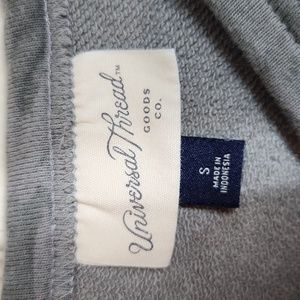 Universal Thread™
GOODS
CO.
S
MADE IN
INDONESIA